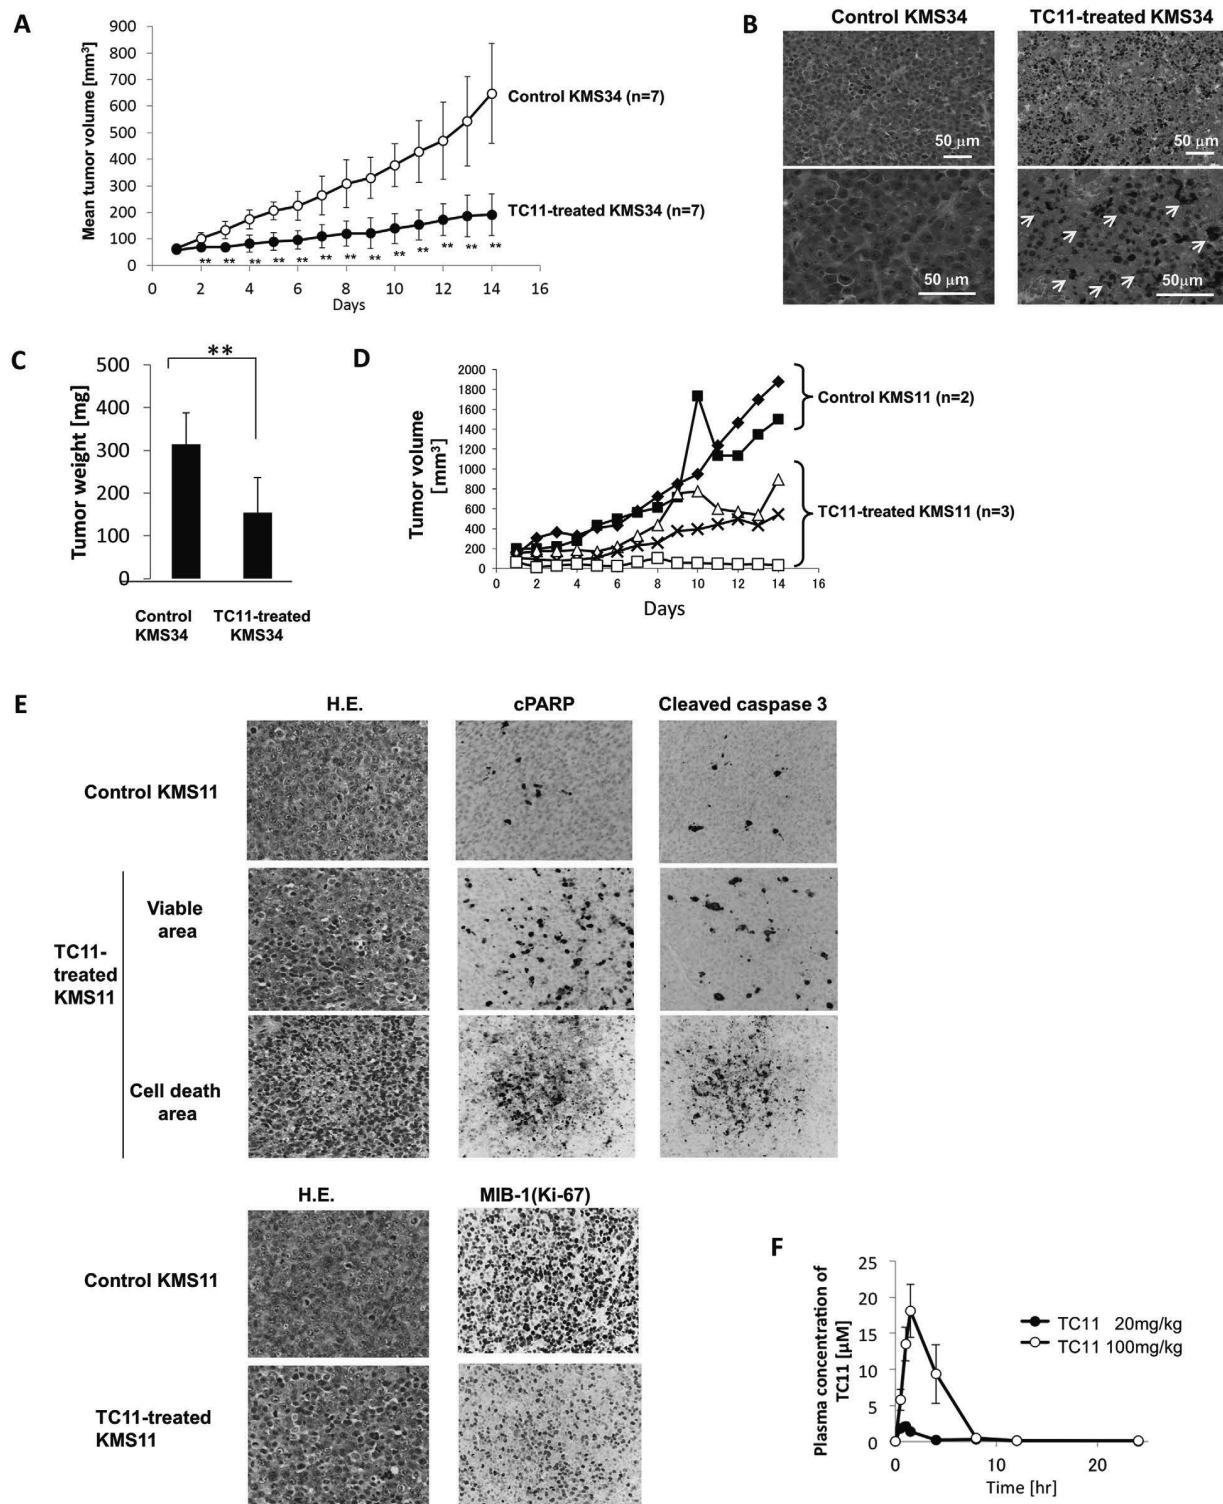 A
Mean tumor volume [mm³]
900
800
700
600
500
400
300
200
100
0
0 2 4 6 8 10 12 14 16
Days
Control KMS34 (n=7)
TC11-treated KMS34 (n=7)
** ** ** ** ** ** ** ** ** ** ** ** **
B
Control KMS34
TC11-treated KMS34
50 μm
50 μm
50 μm
50μm
C
Tumor weight [mg]
500
400
300
200
100
0
**
Control
KMS34
TC11-treated
KMS34
D
Tumor volume
[mm³]
2000
1800
1600
1400
1200
1000
800
600
400
200
0
0 2 4 6 8 10 12 14 16
Days
Control KMS11 (n=2)
TC11-treated KMS11 (n=3)
E
H.E.
cPARP
Cleaved caspase 3
Control KMS11
TC11-
treated
KMS11
Viable
area
Cell death
area
H.E.
MIB-1(Ki-67)
Control KMS11
TC11-treated
KMS11
F
Plasma concentration of
TC11 [μM]
25
20
15
10
5
0
0 10 20
Time [hr]
TC11 20mg/kg
TC11 100mg/kg